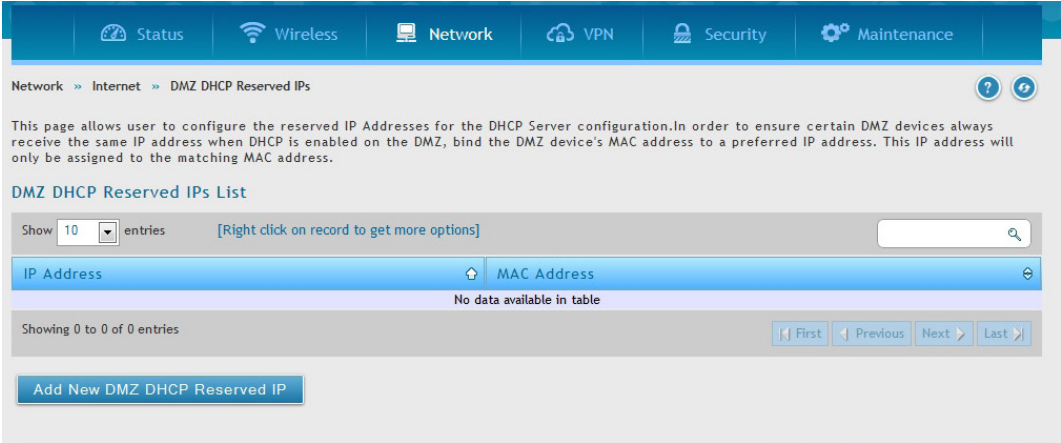 Status Wireless Network VPN Security Maintenance
Network » Internet » DMZ DHCP Reserved IPs
This page allows user to configure the reserved IP Addresses for the DHCP Server configuration.In order to ensure certain DMZ devices always
receive the same IP address when DHCP is enabled on the DMZ, bind the DMZ device's MAC address to a preferred IP address. This IP address will
only be assigned to the matching MAC address.
DMZ DHCP Reserved IPs List
Show 10 entries [Right click on record to get more options]
IP Address MAC Address
No data available in table
Showing 0 to 0 of 0 entries First Previous Next Last
Add New DMZ DHCP Reserved IP